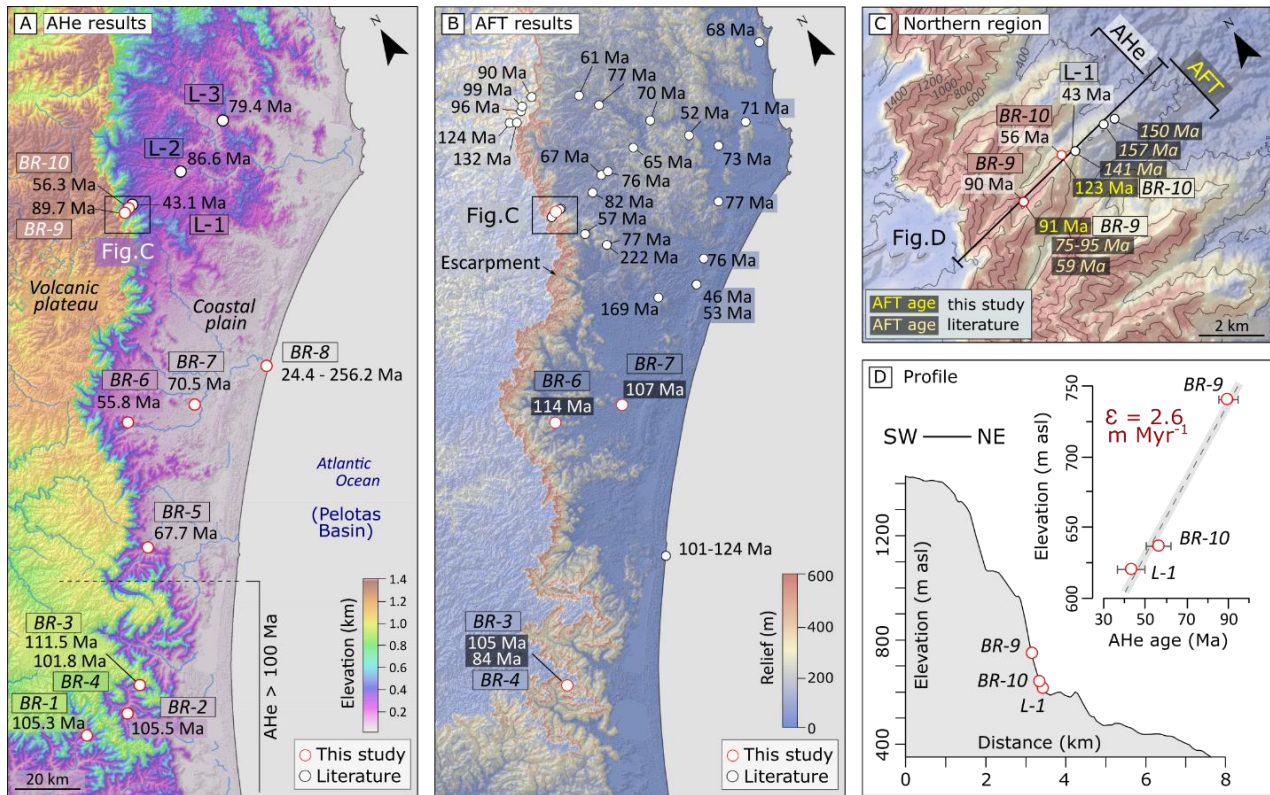 A AHe results
N
L-3
79.4 Ma
L-2
86.6 Ma
BR-10
56.3 Ma
43.1 Ma
89.7 Ma
L-1
BR-9
Fig.C
Volcanic
plateau
Coastal
plain
BR-8
24.4 - 256.2 Ma
BR-7
70.5 Ma
BR-6
55.8 Ma
Atlantic
Ocean
(Pelotas
Basin)
BR-5
67.7 Ma
AHe > 100 Ma
BR-3
111.5 Ma
101.8 Ma
BR-4
BR-1
105.3 Ma
BR-2
105.5 Ma
Elevation (km)
1.4
1.2
1.0
0.8
0.6
0.4
0.2
This study
Literature
20 km
B AFT results
N
68 Ma
90 Ma
99 Ma
96 Ma
124 Ma
132 Ma
61 Ma
77 Ma
70 Ma
52 Ma
71 Ma
67 Ma
65 Ma
73 Ma
76 Ma
82 Ma
77 Ma
Fig.C
57 Ma
77 Ma
222 Ma
76 Ma
Escarpment
169 Ma
46 Ma
53 Ma
BR-7
107 Ma
BR-6
114 Ma
101-124 Ma
BR-3
105 Ma
84 Ma
BR-4
Relief (m)
600
400
200
0
This study
Literature
C Northern region
N
1400
1200
1000
800
600
400
AHe
AFT
L-1
43 Ma
BR-10
56 Ma
BR-9
90 Ma
150 Ma
157 Ma
141 Ma
123 Ma BR-10
91 Ma BR-9
75-95 Ma
59 Ma
Fig.D
AFT age this study
AFT age literature
2 km
D Profile
SW NE
Elevation (m asl)
1200
800
400
BR-9
BR-10
L-1
Distance (km)
0 2 4 6 8
Elevation (m asl)
750
700
650
600
Ɛ = 2.6
m Myr⁻¹
BR-9
BR-10
L-1
30 50 70 90
AHe age (Ma)